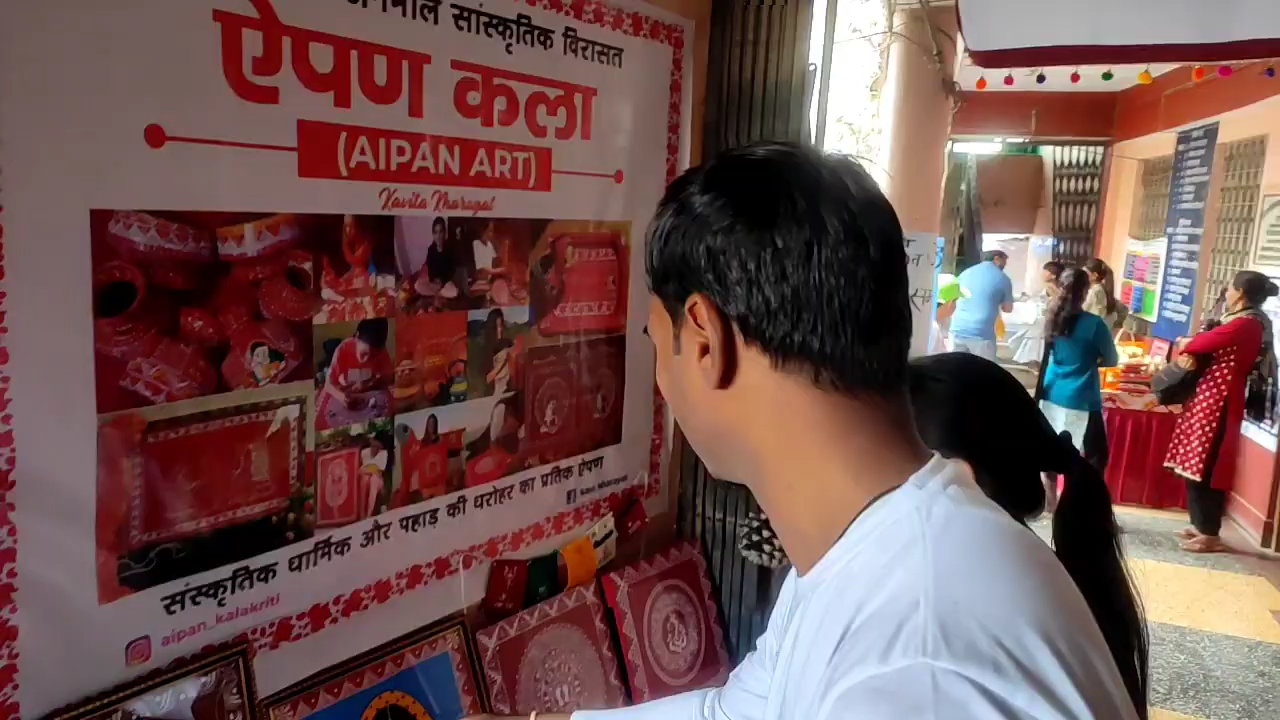 सांस्कृतिक विरासत
ऐपण कला
(AIPAN ART)
Kavita Kharayat
संस्कृतिक धार्मिक और पहाड़ की धरोहर का प्रतिक ऐपण
aipan_kalakriti